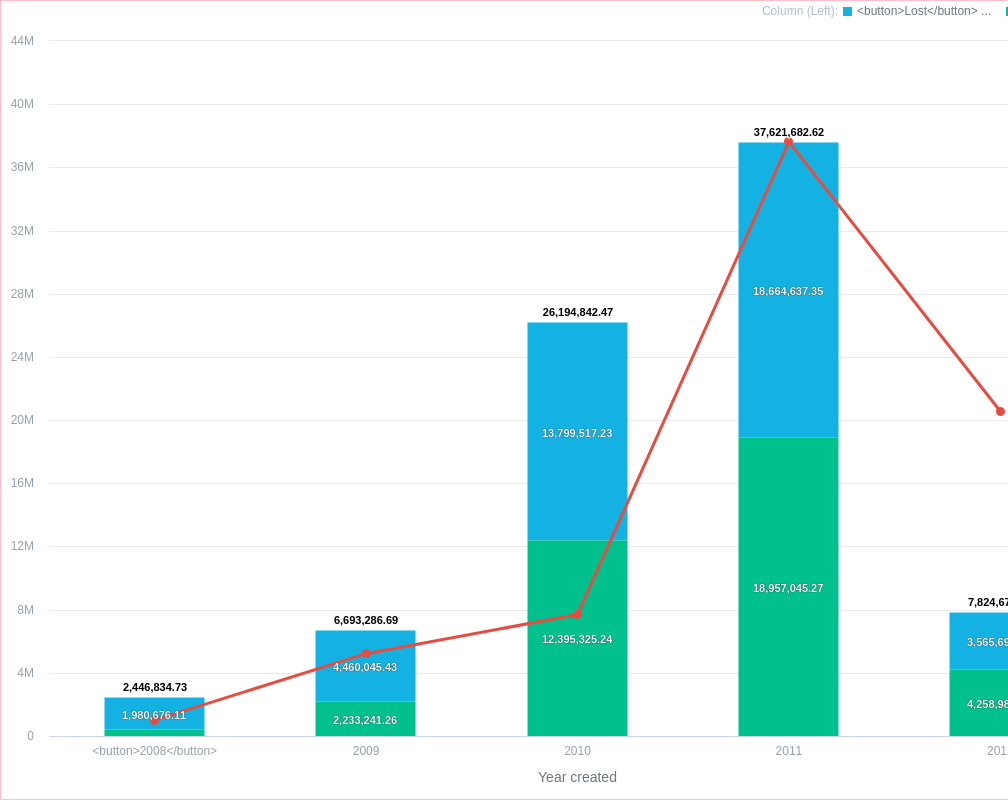 Column (Left): <button>Lost</button> ...
44M
40M
36M
32M
28M
24M
20M
16M
12M
8M
4M
0
2,446,834.73
1,980,676.11
6,693,286.69
4,460,045.43
2,233,241.26
26,194,842.47
13,799,517.23
12,395,325.24
37,621,682.62
18,664,637.35
18,957,045.27
7,824,67
3,565,69
4,258,98
<button>2008</button>
2009
2010
2011
201
Year created